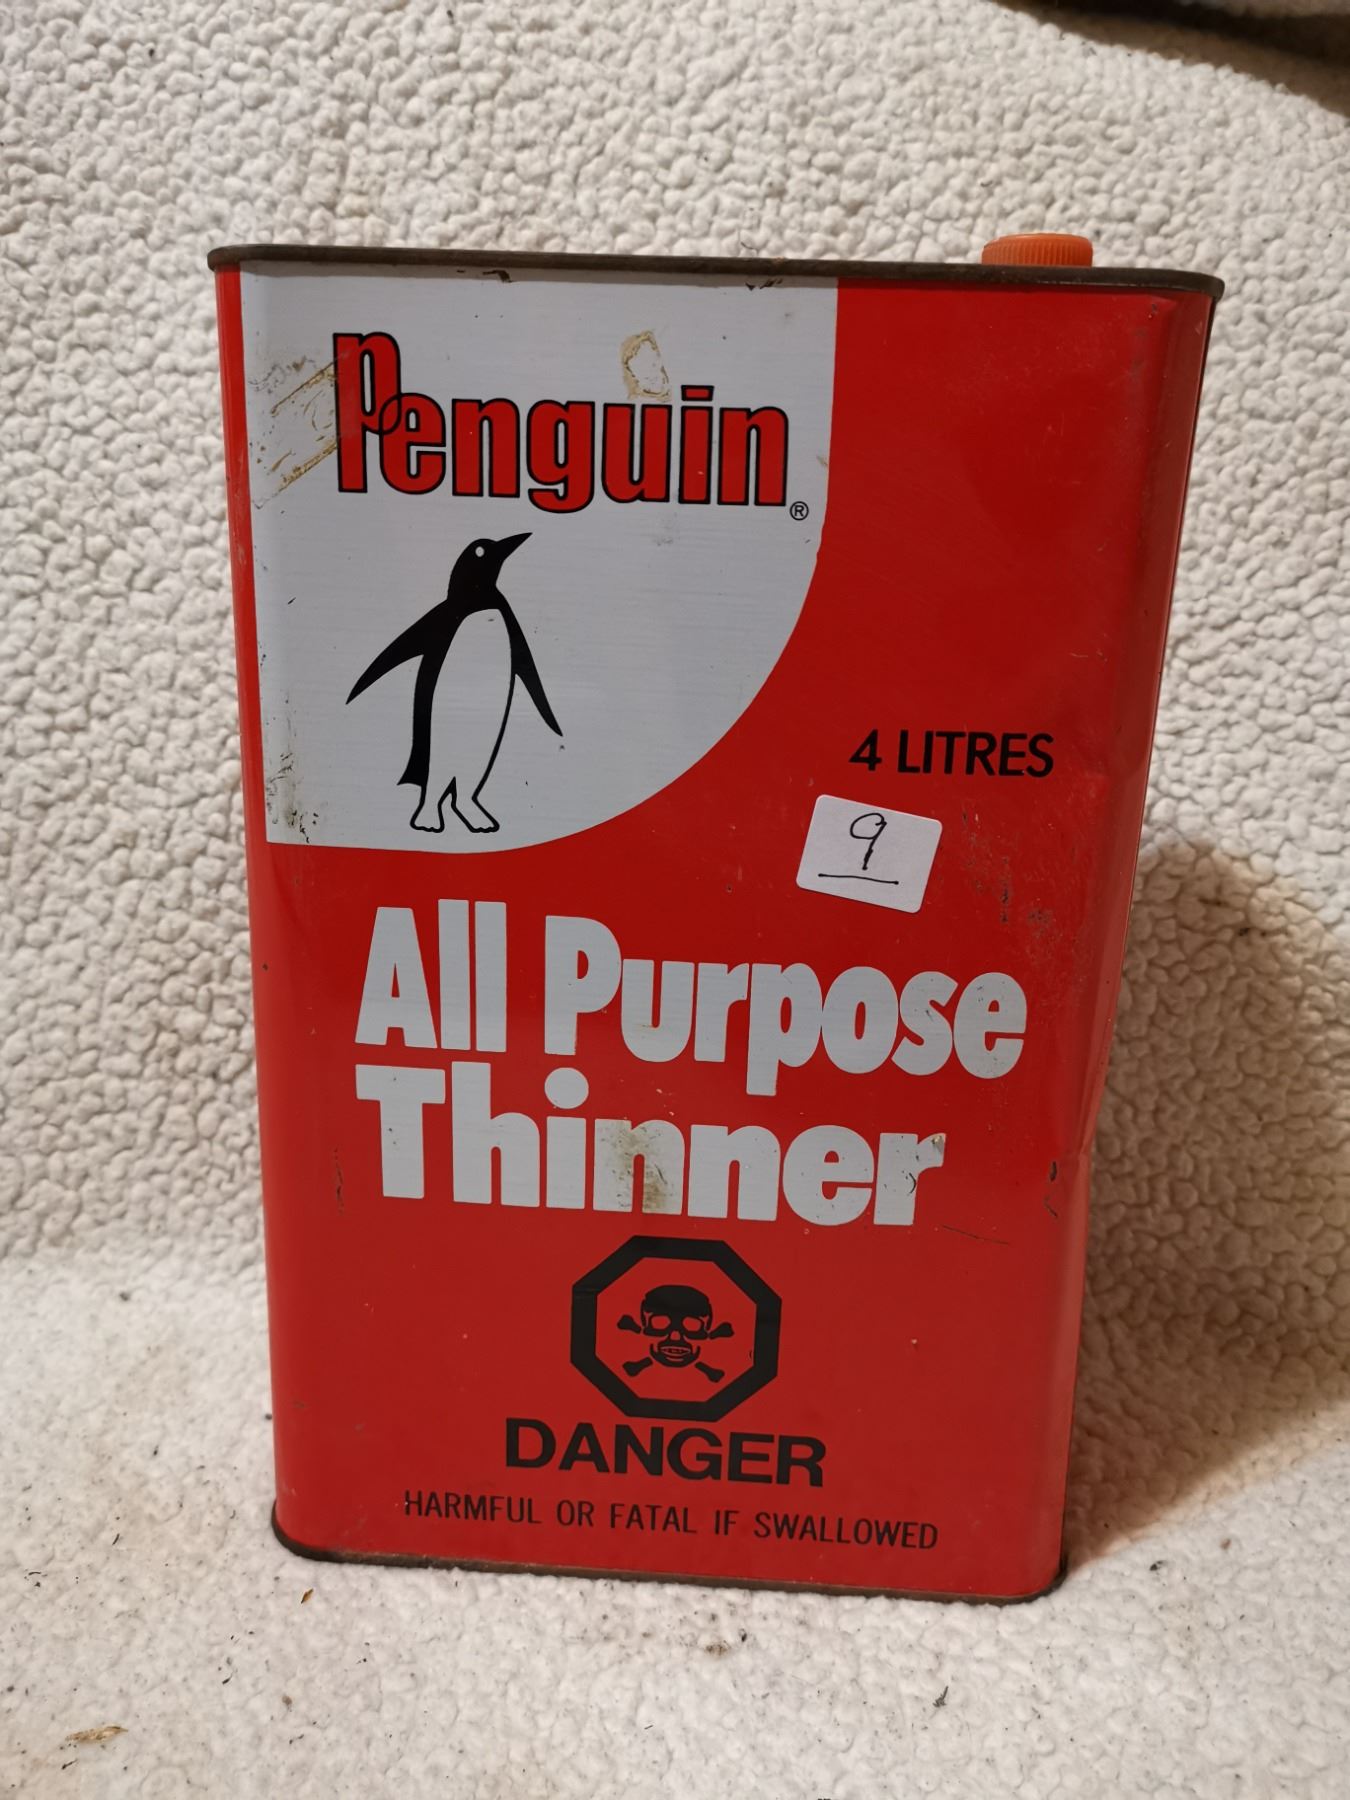 Penguin®
4 LITRES
9
All Purpose
Thinner
DANGER
HARMFUL OR FATAL IF SWALLOWED